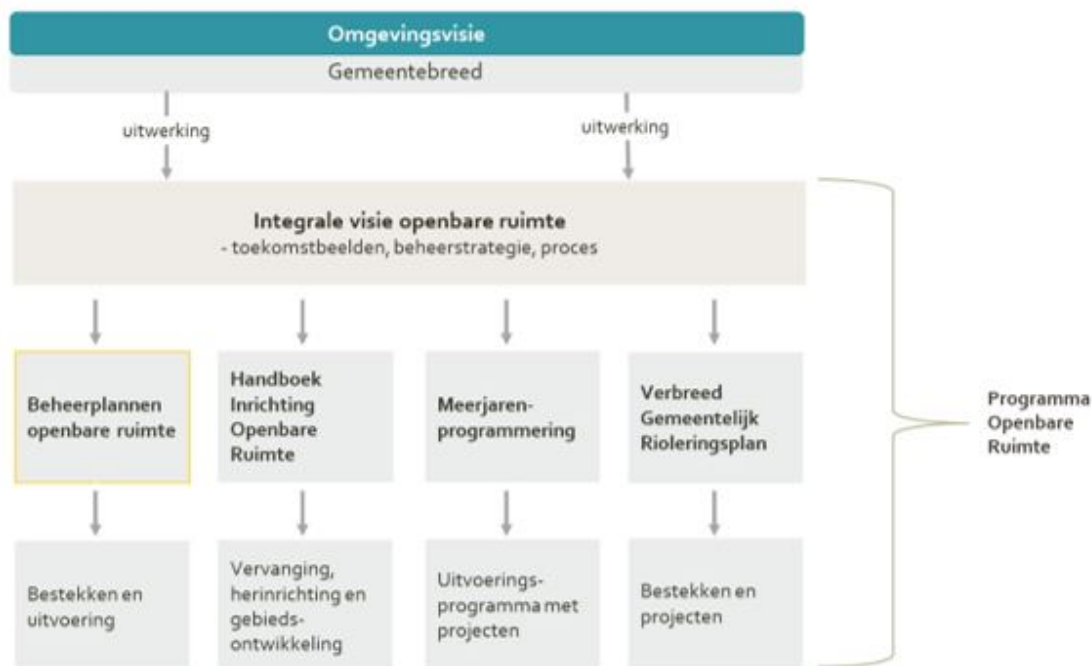 Omgevingsvisie
Gemeentebreed
uitwerking
uitwerking
Integrale visie openbare ruimte
- toekomstbeelden, beheerstrategie, proces
Beheerplannen
openbare ruimte
Handboek
Inrichting
Openbare
Ruimte
Meerjaren-
programmering
Verbreed
Gemeentelijk
Rioleringsplan
Programma
Openbare
Ruimte
Bestekken en
uitvoering
Vervanging,
herinrichting en
gebieds-
ontwikkeling
Uitvoerings-
programma met
projecten
Bestekken en
projecten